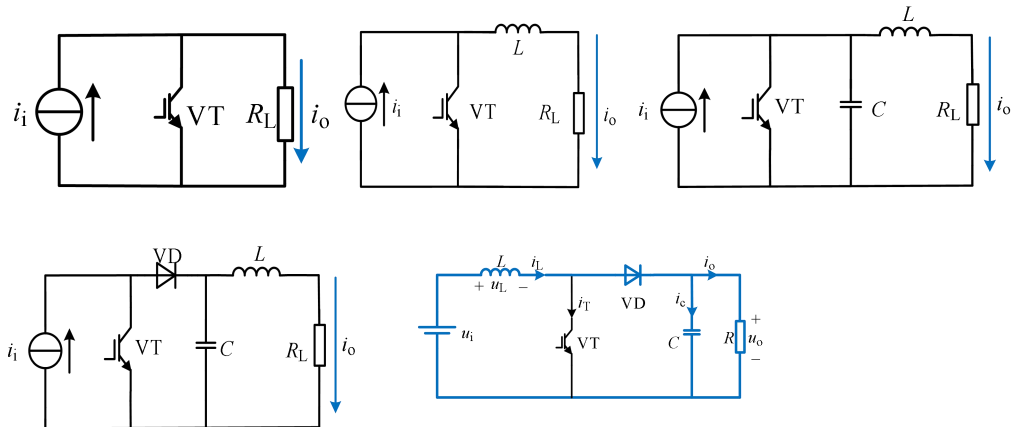 i_i VT R_L i_o
L
i_i VT R_L i_o
L
i_i VT C R_L i_o
VD L
i_i VT C R_L i_o
L i_L i_o
+ u_L −
i_T VD i_c
u_i VT C R + u_o −